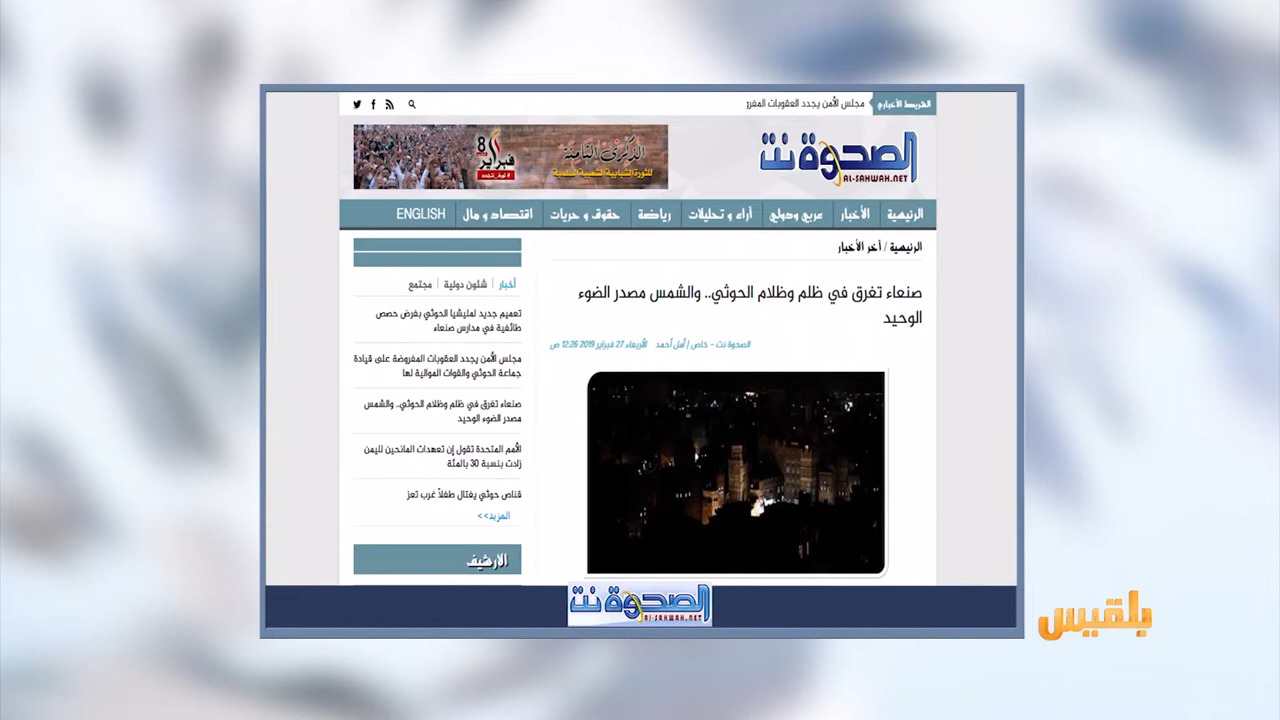 الشريط الأخباري
مجلس الأمن يجدد العقوبات المفرو
الصحوة نت
AL-SAHWAH.NET
الذكرى الثامنة
للثورة الشبابية الشعبية السلمية
8
فبراير
# ثورة_تتجدد
الرئيسية
الأخبار
عربي ودولي
أراء و تحليلات
رياضة
حقوق و حريات
اقتصاد و مال
ENGLISH
الرئيسية / أخر الأخبار
صنعاء تغرق في ظلم وظلام الحوثي.. والشمس مصدر الضوء
الوحيد
الصحوة نت - خاص | أمل أحمد الأربعاء 27 فبراير 2019 12:26 ص
أخبار | شئون دولية | مجتمع
تعميم جديد لمليشيا الحوثي بفرض حصص
طائفية في مدارس صنعاء
مجلس الأمن يجدد العقوبات المفروضة على قيادة
جماعة الحوثي والقوات الموالية لها
صنعاء تغرق في ظلم وظلام الحوثي.. والشمس
مصدر الضوء الوحيد
الأمم المتحدة تقول إن تعهدات المانحين لليمن
زادت بنسبة 30 بالمئة
قناص حوثي يغتال طفلاً غرب تعز
المزيد>>
الارشيف
الصحوة نت
AL-SAHWAH.NET
بلقيس